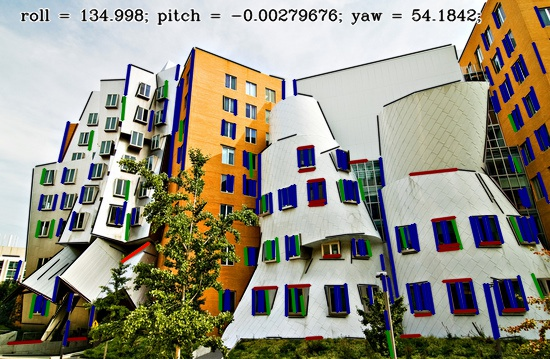 roll = 134.998; pitch = −0.00279676; yaw = 54.1842;